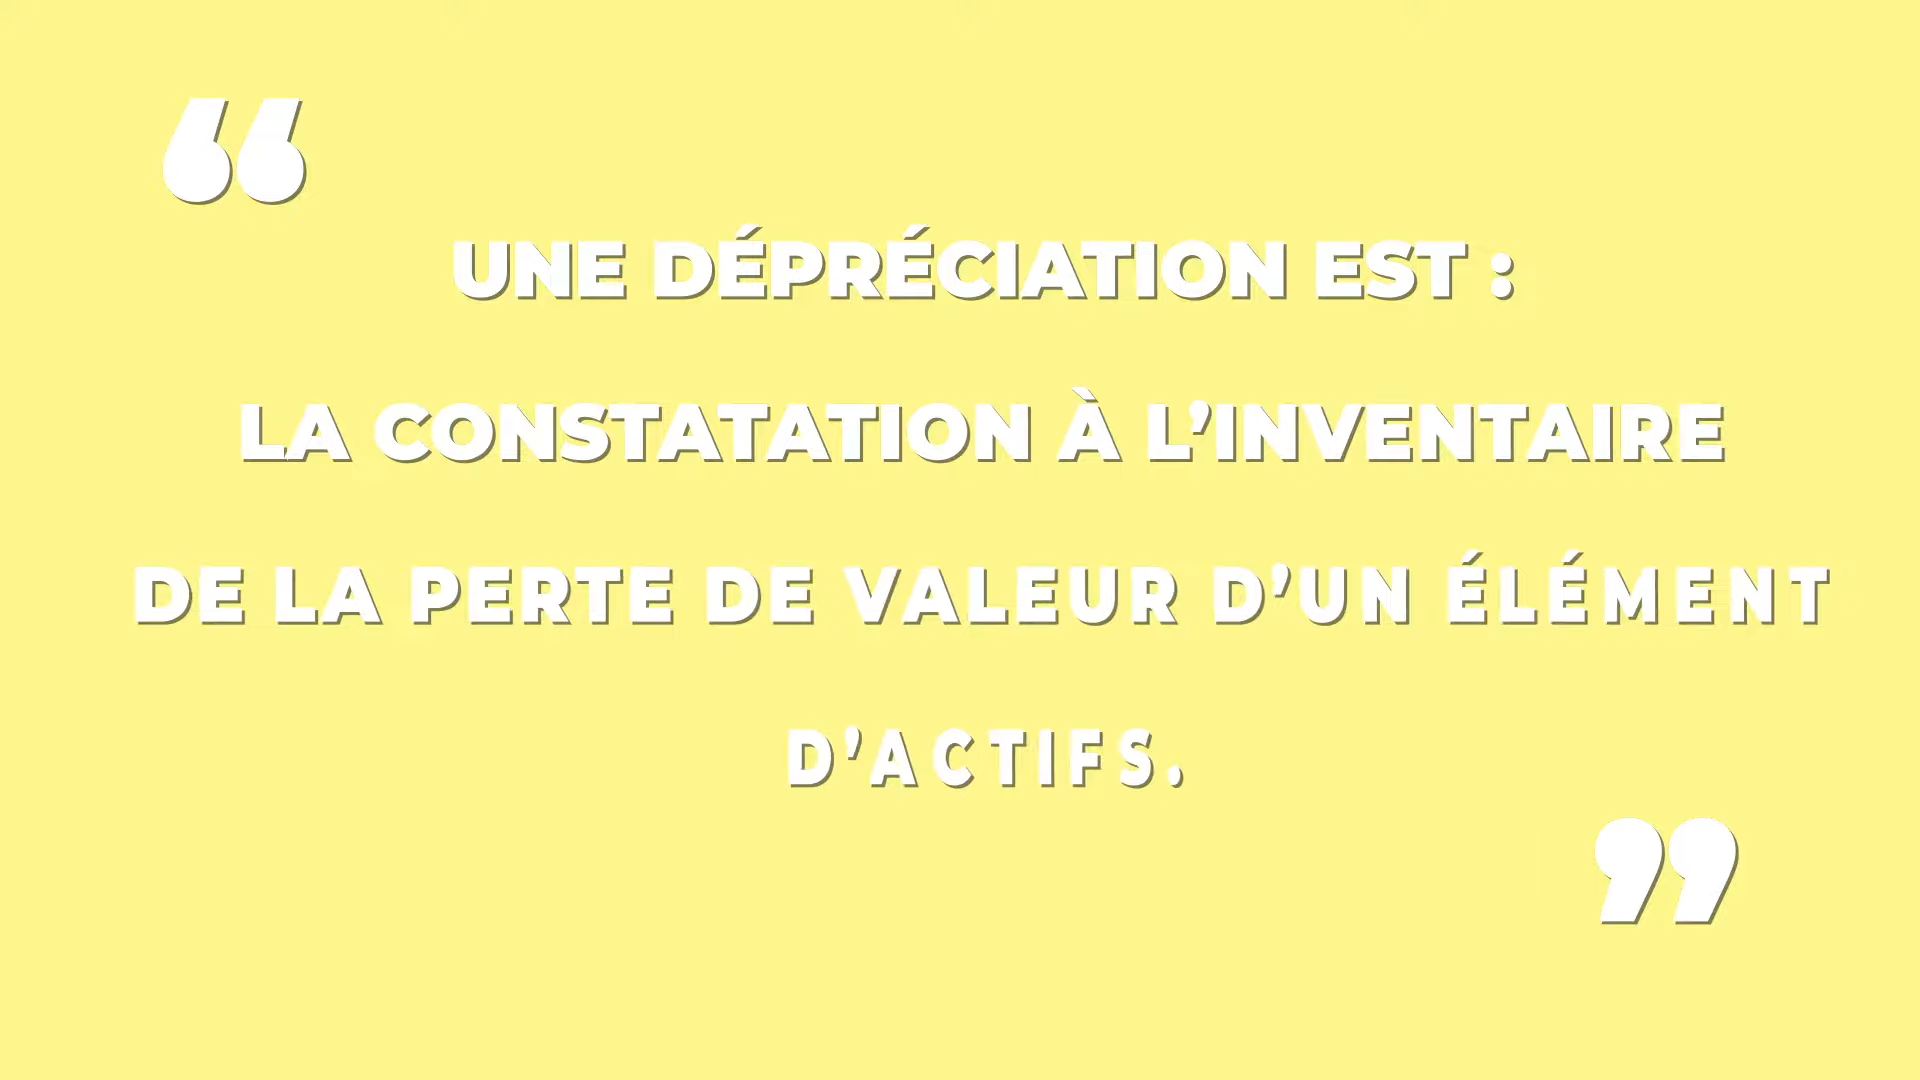 “
UNE DÉPRÉCIATION EST :
LA CONSTATATION À L’INVENTAIRE
DE LA PERTE DE VALEUR D’UN ÉLÉMENT
D’ACTIFS.
”